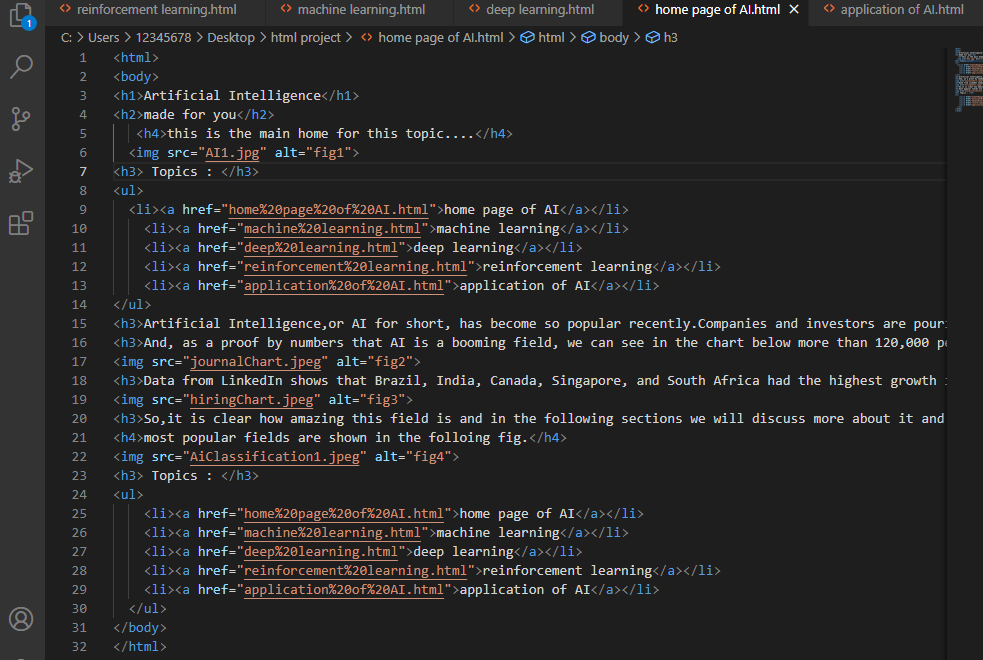 reinforcement learning.html machine learning.html deep learning.html home page of AI.html application of AI.html
1
C: > Users > 12345678 > Desktop > html project > home page of AI.html > html > body > h3
1 <html>
2 <body>
3 <h1>Artificial Intelligence</h1>
4 <h2>made for you</h2>
5 <h4>this is the main home for this topic....</h4>
6 <img src="AI1.jpg" alt="fig1">
7 <h3> Topics : </h3>
8 <ul>
9 <li><a href="home%20page%20of%20AI.html">home page of AI</a></li>
10 <li><a href="machine%20learning.html">machine learning</a></li>
11 <li><a href="deep%20learning.html">deep learning</a></li>
12 <li><a href="reinforcement%20learning.html">reinforcement learning</a></li>
13 <li><a href="application%20of%20AI.html">application of AI</a></li>
14 </ul>
15 <h3>Artificial Intelligence,or AI for short, has become so popular recently.Companies and investors are pouri
16 <h3>And, as a proof by numbers that AI is a booming field, we can see in the chart below more than 120,000
17 <img src="journalChart.jpeg" alt="fig2">
18 <h3>Data from LinkedIn shows that Brazil, India, Canada, Singapore, and South Africa had the highest growth
19 <img src="hiringChart.jpeg" alt="fig3">
20 <h3>So,it is clear how amazing this field is and in the following sections we will discuss more about it and
21 <h4>most popular fields are shown in the folloing fig.</h4>
22 <img src="AiClassification1.jpeg" alt="fig4">
23 <h3> Topics : </h3>
24 <ul>
25 <li><a href="home%20page%20of%20AI.html">home page of AI</a></li>
26 <li><a href="machine%20learning.html">machine learning</a></li>
27 <li><a href="deep%20learning.html">deep learning</a></li>
28 <li><a href="reinforcement%20learning.html">reinforcement learning</a></li>
29 <li><a href="application%20of%20AI.html">application of AI</a></li>
30 </ul>
31 </body>
32 </html>